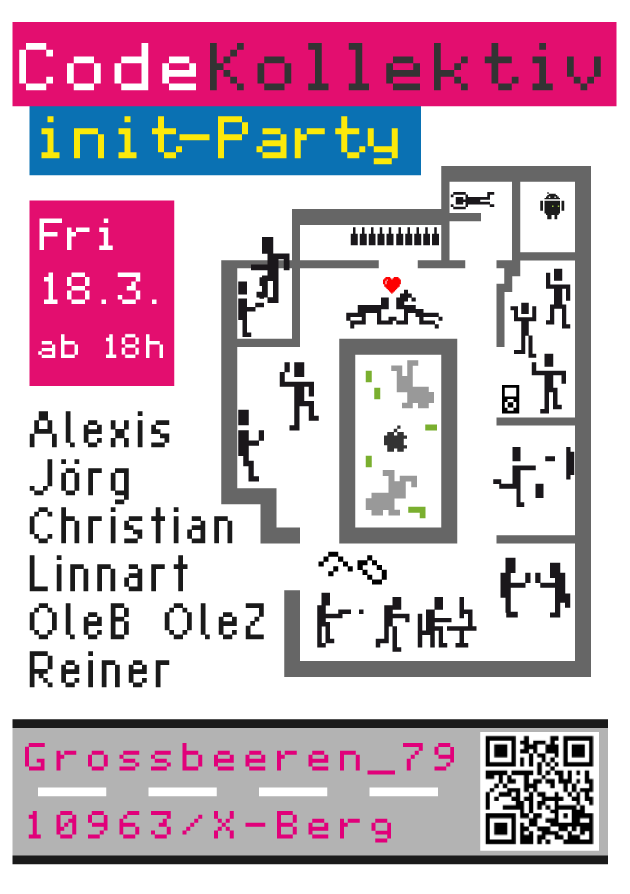 CodeKollektiv
init-Party
Fri
18.3.
ab 18h
Alexis
Jörg
Christian
Linnart
OleB OleZ
Reiner
Grossbeeren_79
10963/X-Berg